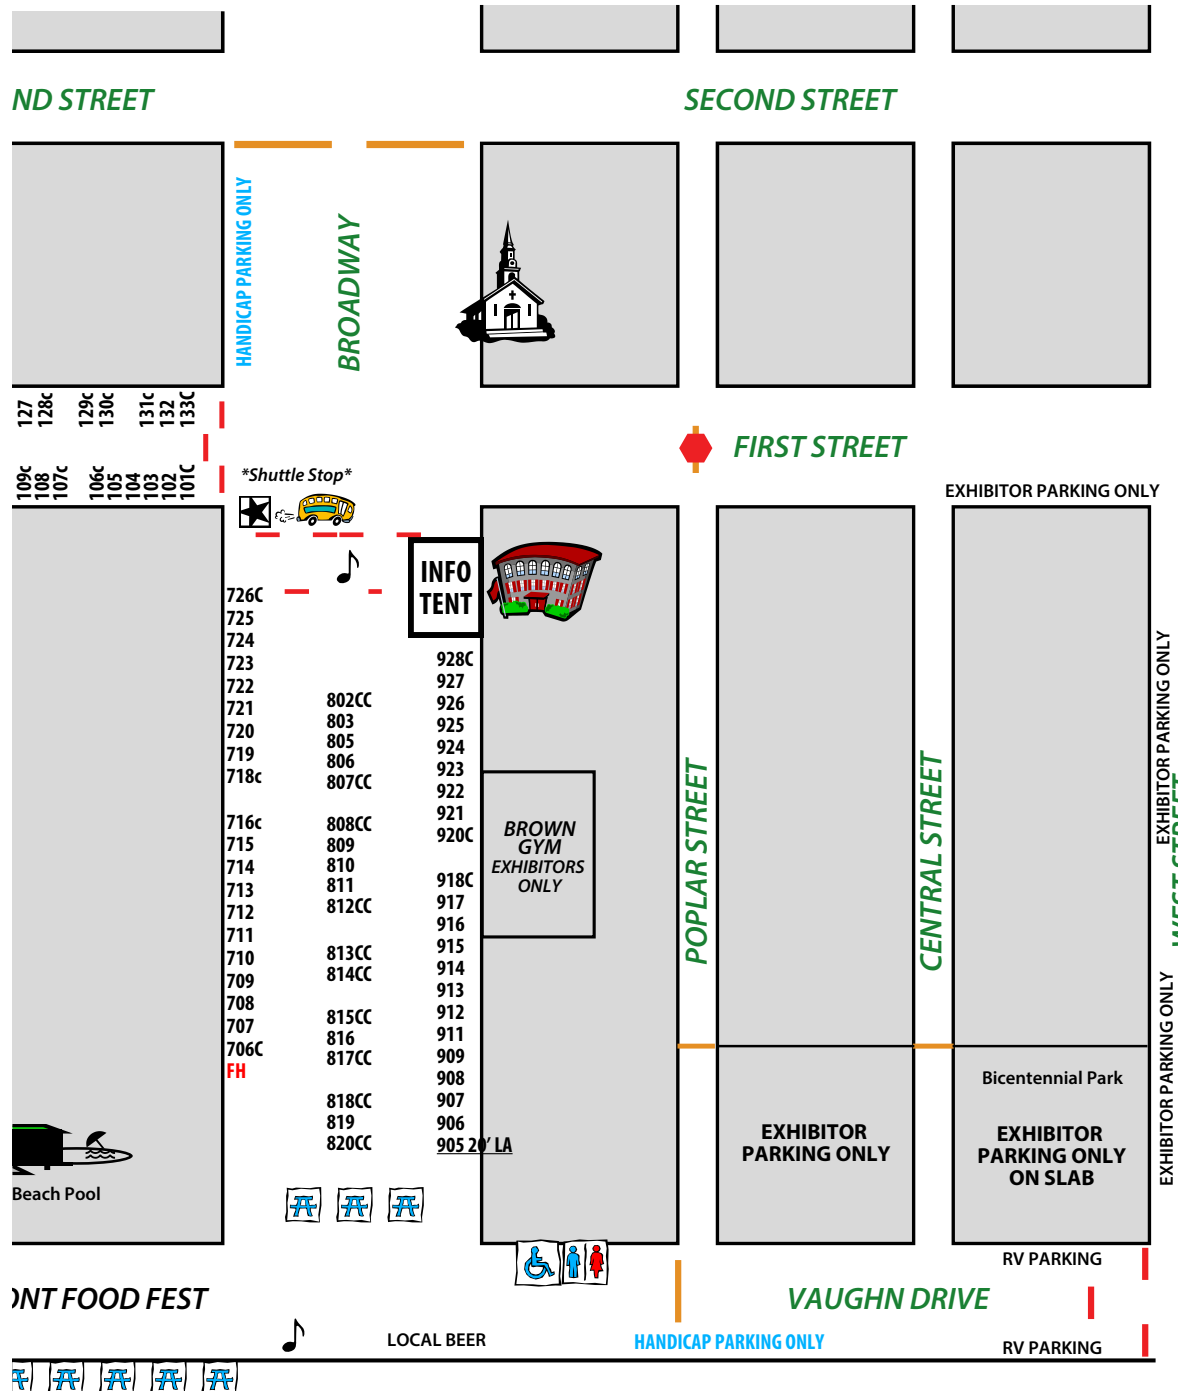 ND STREET
SECOND STREET
HANDICAP PARKING ONLY
BROADWAY
127
128c
129c
130c
131c
132
133C
FIRST STREET
109c
108
107c
106c
105
104
103
102
101C
*Shuttle Stop*
EXHIBITOR PARKING ONLY
INFO
TENT
726C
725
724
723
722
721
720
719
718c
716c
715
714
713
712
711
710
709
708
707
706C
FH
802CC
803
805
806
807CC
808CC
809
810
811
812CC
813CC
814CC
815CC
816
817CC
818CC
819
820CC
928C
927
926
925
924
923
922
921
920C
918C
917
916
915
914
913
912
911
909
908
907
906
905 20' LA
BROWN
GYM
EXHIBITORS
ONLY
POPLAR STREET
CENTRAL STREET
EXHIBITOR PARKING ONLY
WEST STREET
EXHIBITOR PARKING ONLY
Bicentennial Park
EXHIBITOR
PARKING ONLY
EXHIBITOR
PARKING ONLY
ON SLAB
Beach Pool
RV PARKING
ONT FOOD FEST
VAUGHN DRIVE
LOCAL BEER
HANDICAP PARKING ONLY
RV PARKING